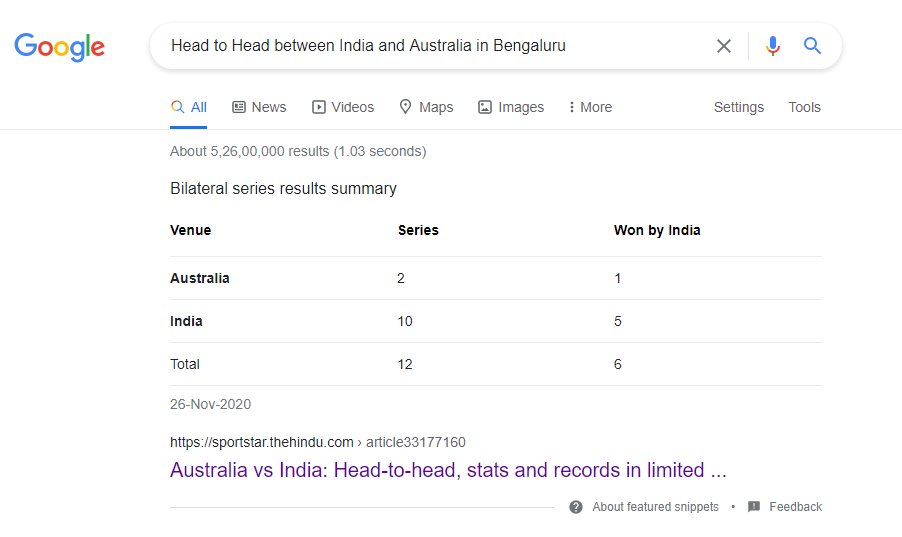 Google
Head to Head between India and Australia in Bengaluru
All News Videos Maps Images More Settings Tools
About 5,26,00,000 results (1.03 seconds)
Bilateral series results summary
Venue Series Won by India
Australia 2 1
India 10 5
Total 12 6
26-Nov-2020
https://sportstar.thehindu.com › article33177160
Australia vs India: Head-to-head, stats and records in limited ...
About featured snippets • Feedback